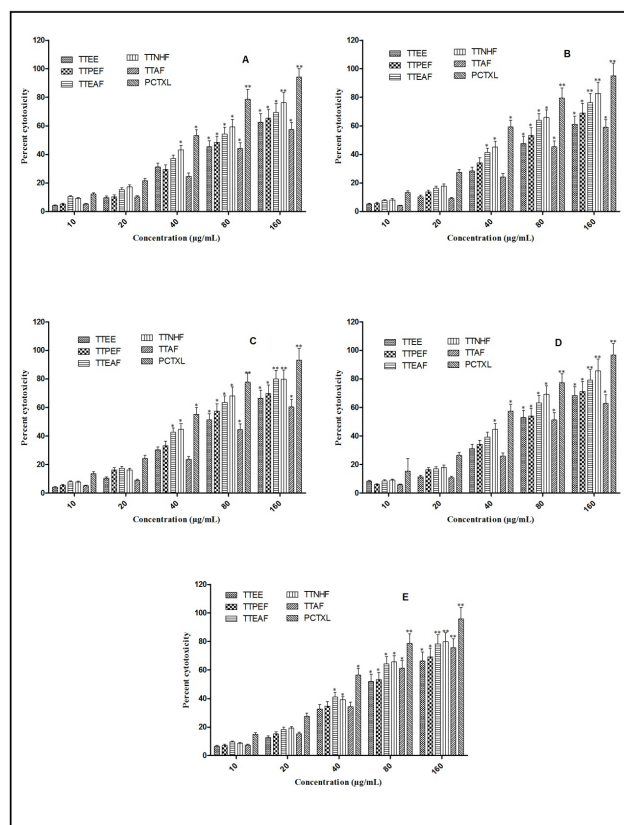 A
TTEE TTNHF
TTPEF TTAF
TTEAF PCTXL
Percent cytotoxicity
120
100
80
60
40
20
0
10 20 40 80 160
Concentration (µg/mL)
B
TTEE TTNHF
TTPEF TTAF
TTEAF PCTXL
Percent cytotoxicity
120
100
80
60
40
20
0
10 20 40 80 160
Concentration (µg/mL)
C
TTEE TTNHF
TTPEF TTAF
TTEAF PCTXL
Percent cytotoxicity
120
100
80
60
40
20
0
10 20 40 80 160
Concentration (µg/mL)
D
TTEE TTNHF
TTPEF TTAF
TTEAF PCTXL
Percent cytotoxicity
120
100
80
60
40
20
0
10 20 40 80 160
Concentration (µg/mL)
E
TTEE TTNHF
TTPEF TTAF
TTEAF PCTXL
Percent cytotoxicity
120
100
80
60
40
20
0
10 20 40 80 160
Concentration (µg/mL)